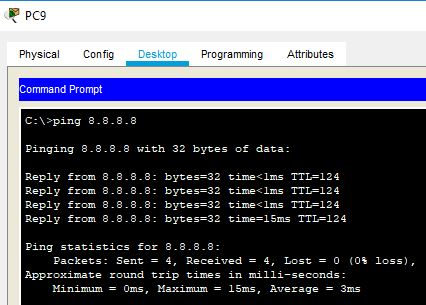 PC9
Physical Config Desktop Programming Attributes
Command Prompt
C:\>ping 8.8.8.8
Pinging 8.8.8.8 with 32 bytes of data:
Reply from 8.8.8.8: bytes=32 time<1ms TTL=124
Reply from 8.8.8.8: bytes=32 time<1ms TTL=124
Reply from 8.8.8.8: bytes=32 time<1ms TTL=124
Reply from 8.8.8.8: bytes=32 time=15ms TTL=124
Ping statistics for 8.8.8.8:
Packets: Sent = 4, Received = 4, Lost = 0 (0% loss),
Approximate round trip times in milli-seconds:
Minimum = 0ms, Maximum = 15ms, Average = 3ms